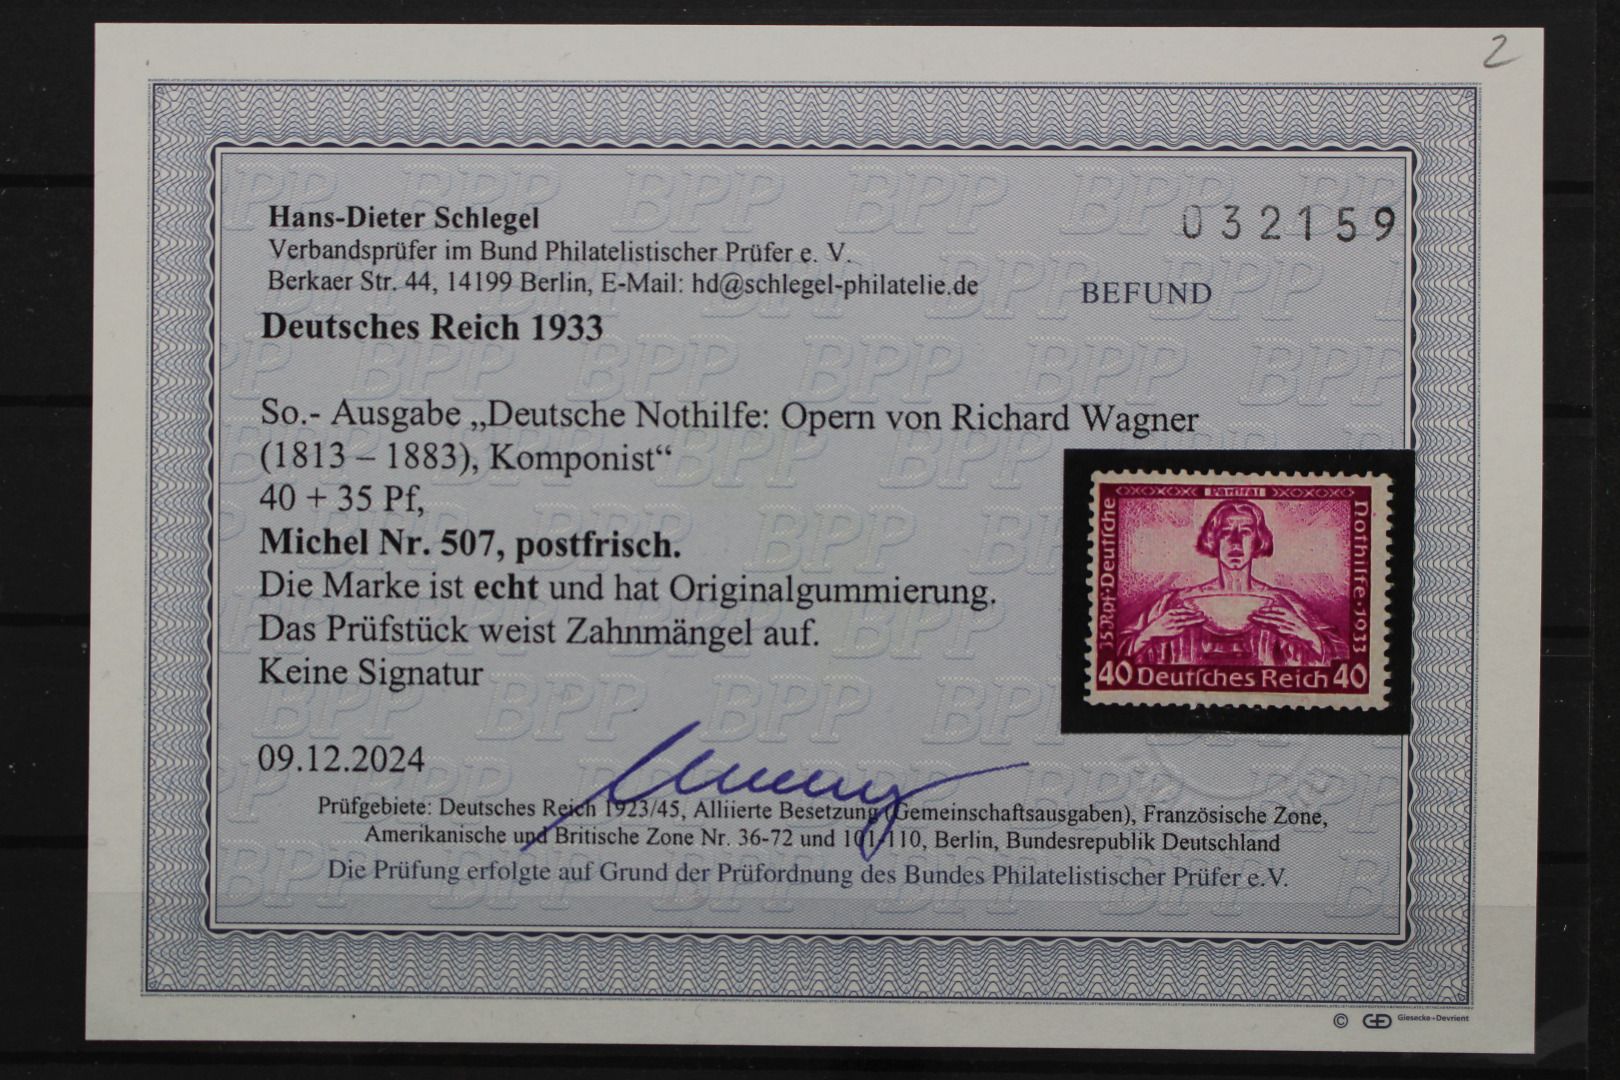 2
Hans-Dieter Schlegel
032159
Verbandsprüfer im Bund Philatelistischer Prüfer e. V.
Berkaer Str. 44, 14199 Berlin, E-Mail: hd@schlegel-philatelie.de
BEFUND
Deutsches Reich 1933
So.- Ausgabe „Deutsche Nothilfe: Opern von Richard Wagner
(1813 – 1883), Komponist“
40 + 35 Pf,
Michel Nr. 507, postfrisch.
Die Marke ist echt und hat Originalgummierung.
Das Prüfstück weist Zahnmängel auf.
Keine Signatur
Parsifal
35 Rpf·Deutsche
Nothilfe·1933
40 Deutsches Reich 40
09.12.2024
Prüfgebiete: Deutsches Reich 1923/45, Alliierte Besetzung (Gemeinschaftsausgaben), Französische Zone,
Amerikanische und Britische Zone Nr. 36-72 und 101-110, Berlin, Bundesrepublik Deutschland
Die Prüfung erfolgte auf Grund der Prüfordnung des Bundes Philatelistischer Prüfer e.V.
© GD Giesecke+Devrient